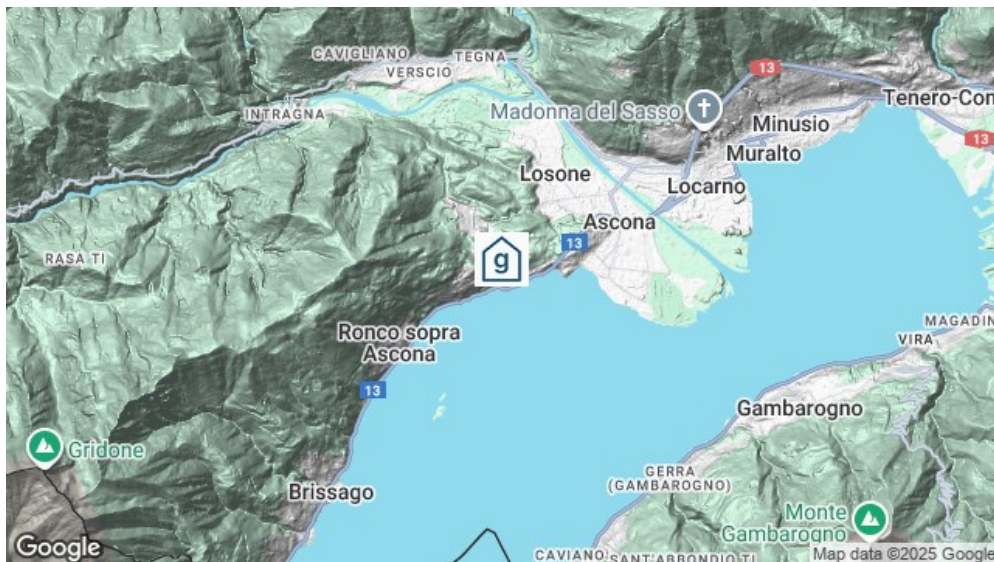 CAVIGLIANO
TEGNA
VERSCIO
13
INTRAGNA
Madonna del Sasso
Tenero-Con
Minusio
13
Muralto
Losone
Locarno
Ascona
13
RASA TI
g
Ronco sopra
Ascona
MAGADIN
VIRA
13
Gambarogno
Gridone
GERRA
(GAMBAROGNO)
Brissago
Monte
Gambarogno
Google
CAVIANO
SANT'ABBONDIO TI
Map data ©2025 Google